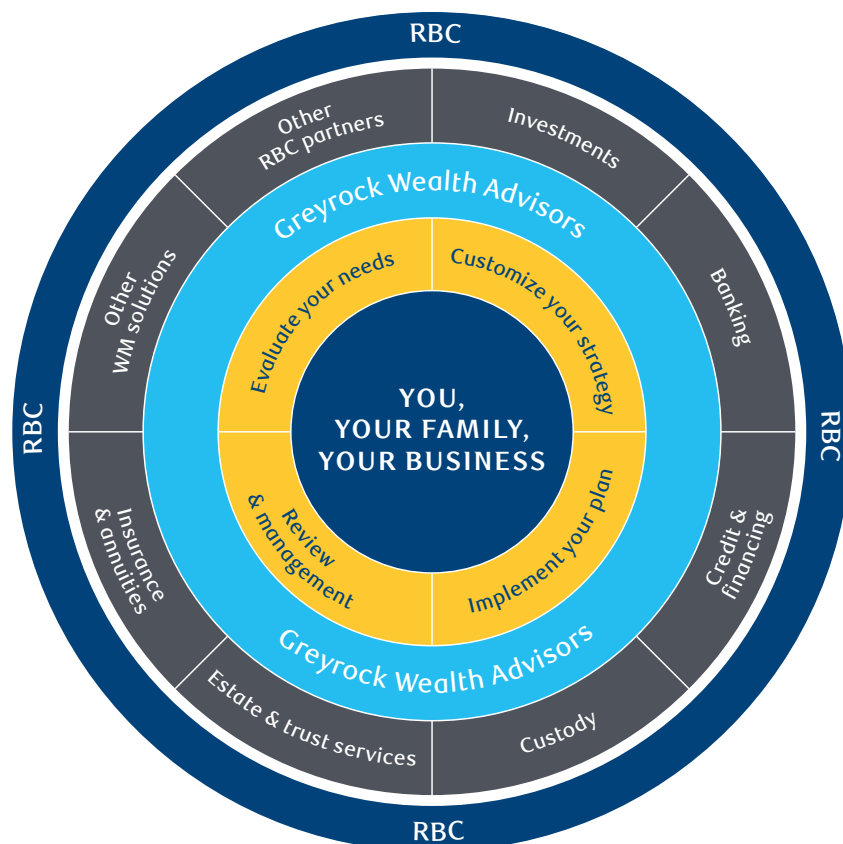 RBC
Other
RBC partners
Investments
Greyrock Wealth Advisors
Evaluate your needs
Customize your strategy
Other
WM solutions
Banking
YOU,
YOUR FAMILY,
YOUR BUSINESS
RBC
RBC
Insurance
& annuities
Review
& management
Implement your plan
Credit &
financing
Greyrock Wealth Advisors
Estate & trust services
Custody
RBC